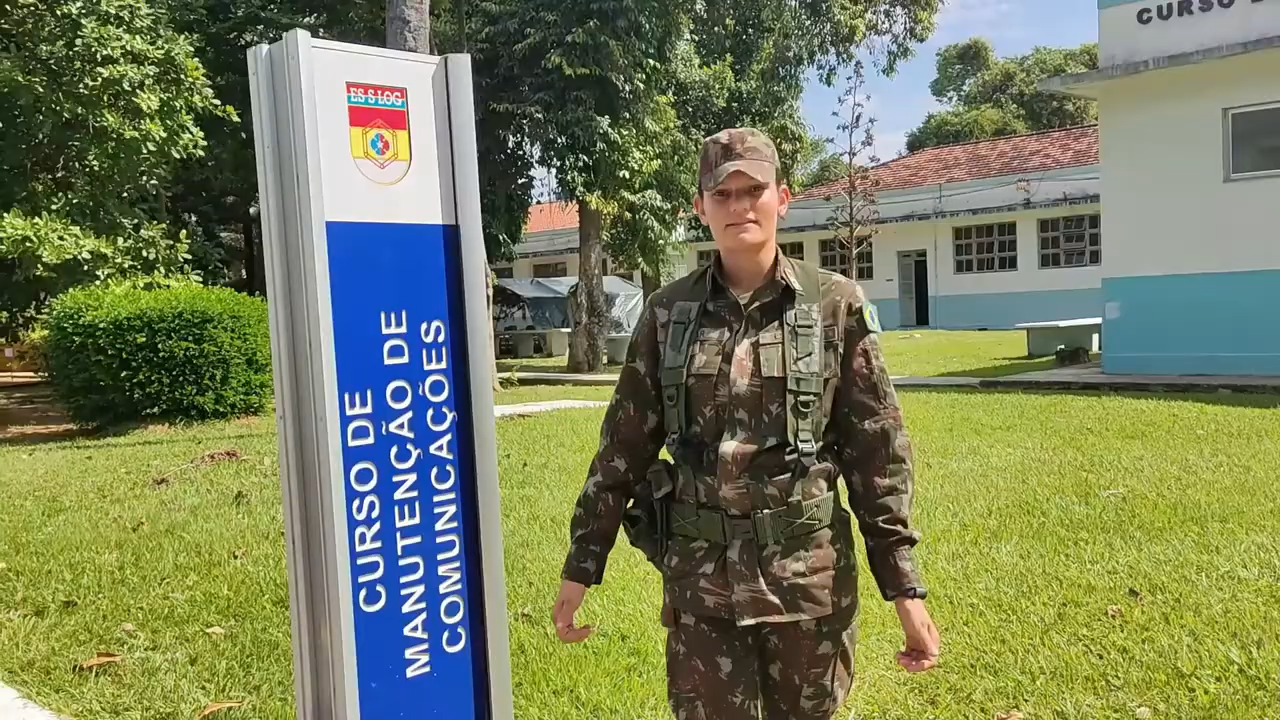 ES S LOG
CURSO DE
MANUTENÇÃO DE
COMUNICAÇÕES
CURSO